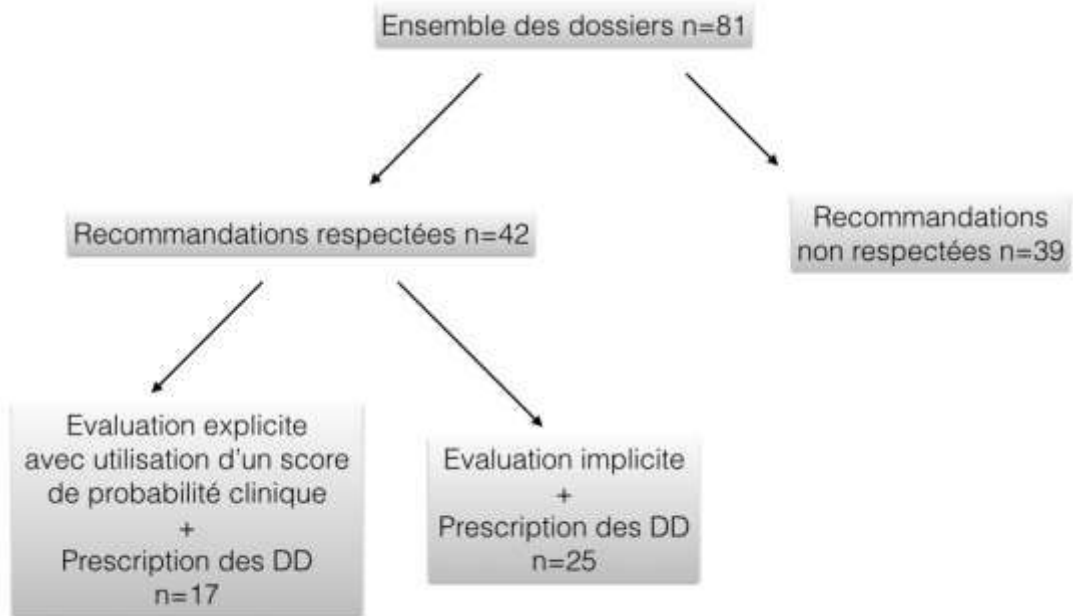 Ensemble des dossiers n=81
Recommandations respectées n=42
Recommandations
non respectées n=39
Evaluation explicite
avec utilisation d'un score
de probabilité clinique
+
Prescription des DD
n=17
Evaluation implicite
+
Prescription des DD
n=25